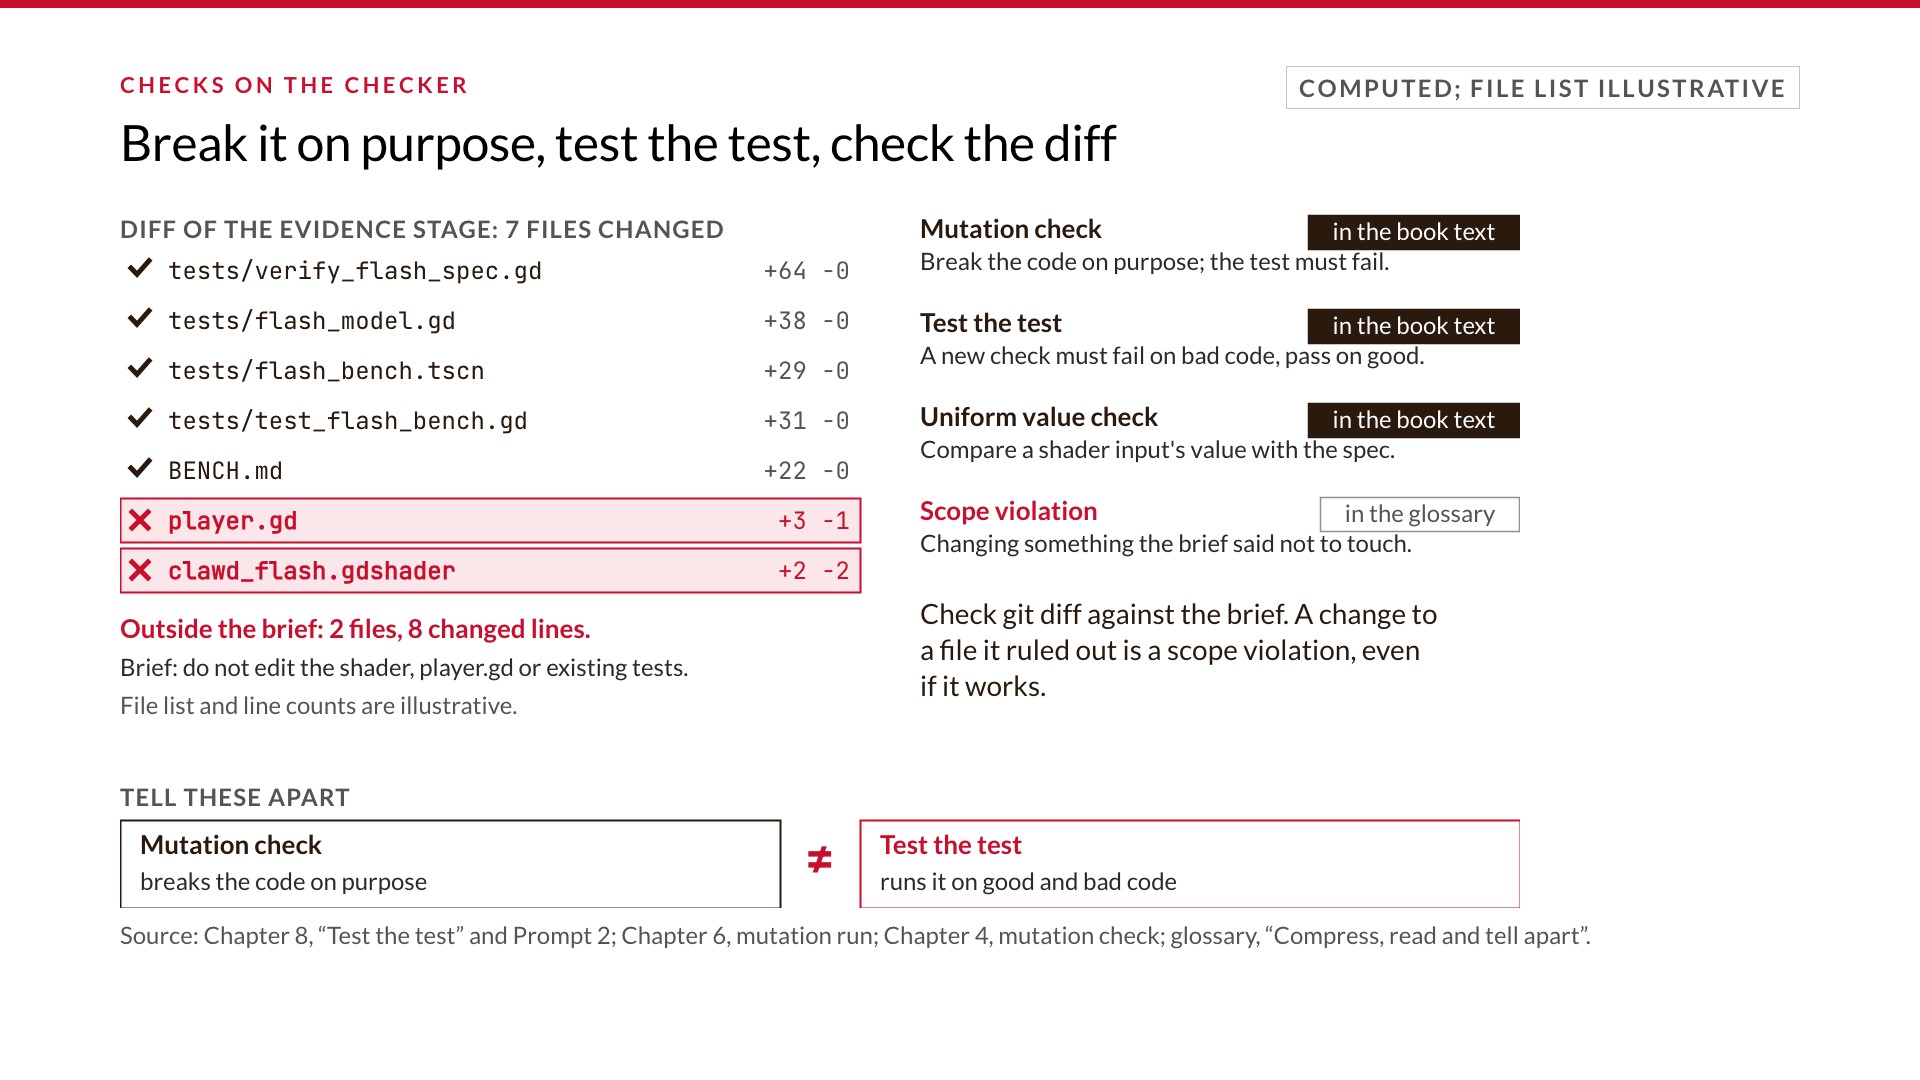 CHECKS ON THE CHECKER
COMPUTED; FILE LIST ILLUSTRATIVE
Break it on purpose, test the test, check the diff
DIFF OF THE EVIDENCE STAGE: 7 FILES CHANGED
✔ tests/verify_flash_spec.gd +64 -0
✔ tests/flash_model.gd +38 -0
✔ tests/flash_bench.tscn +29 -0
✔ tests/test_flash_bench.gd +31 -0
✔ BENCH.md +22 -0
✖ player.gd +3 -1
✖ clawd_flash.gdshader +2 -2
Outside the brief: 2 files, 8 changed lines.
Brief: do not edit the shader, player.gd or existing tests.
File list and line counts are illustrative.
Mutation check in the book text
Break the code on purpose; the test must fail.
Test the test in the book text
A new check must fail on bad code, pass on good.
Uniform value check in the book text
Compare a shader input's value with the spec.
Scope violation in the glossary
Changing something the brief said not to touch.
Check git diff against the brief. A change to
a file it ruled out is a scope violation, even
if it works.
TELL THESE APART
Mutation check
breaks the code on purpose
≠
Test the test
runs it on good and bad code
Source: Chapter 8, “Test the test” and Prompt 2; Chapter 6, mutation run; Chapter 4, mutation check; glossary, “Compress, read and tell apart”.